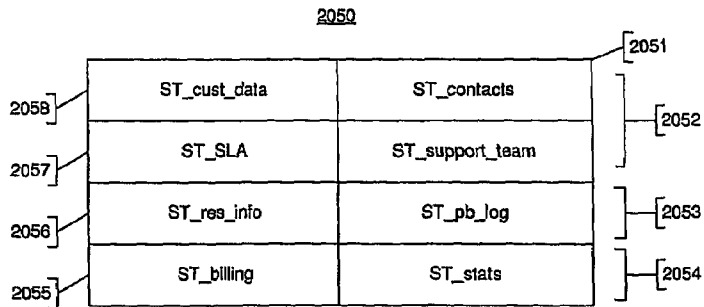 2050
2051
ST_cust_data ST_contacts
2058
2052
ST_SLA ST_support_team
2057
ST_res_info ST_pb_log
2056
2053
ST_billing ST_stats
2055
2054